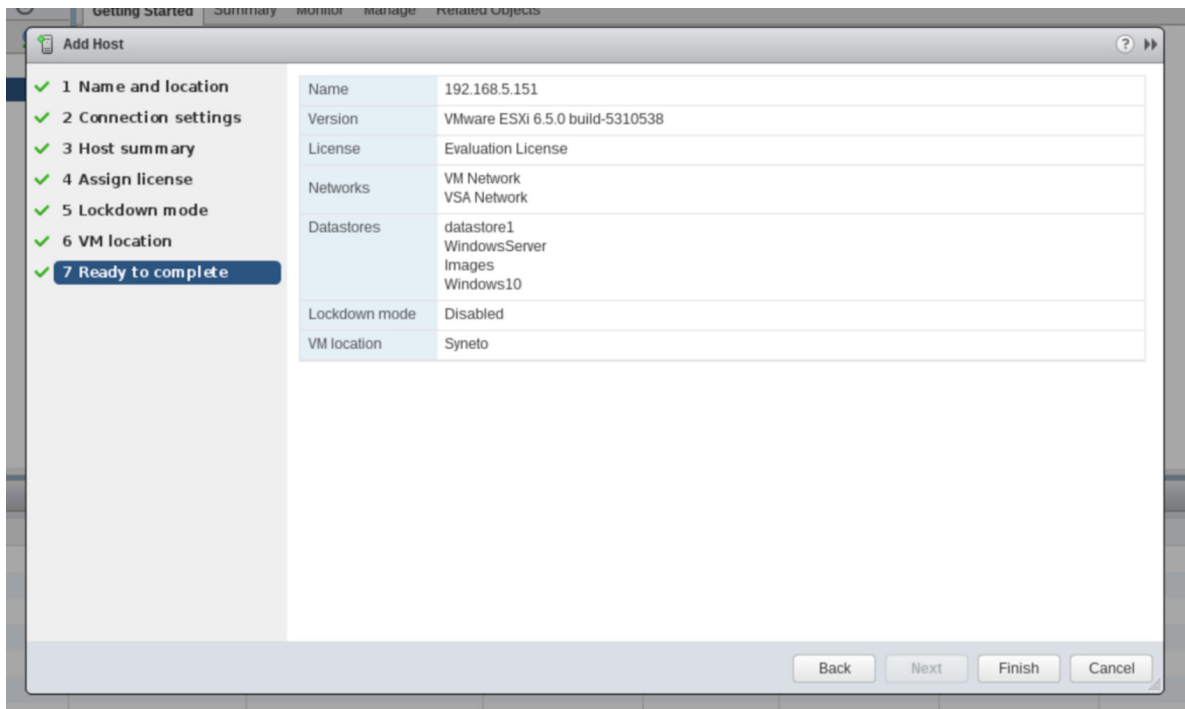 Getting Started Summary Monitor Manage Related Objects
Add Host
?
1 Name and location
2 Connection settings
3 Host summary
4 Assign license
5 Lockdown mode
6 VM location
7 Ready to complete
Name 192.168.5.151
Version VMware ESXi 6.5.0 build-5310538
License Evaluation License
Networks VM Network
VSA Network
Datastores datastore1
WindowsServer
Images
Windows10
Lockdown mode Disabled
VM location Syneto
Back Next Finish Cancel